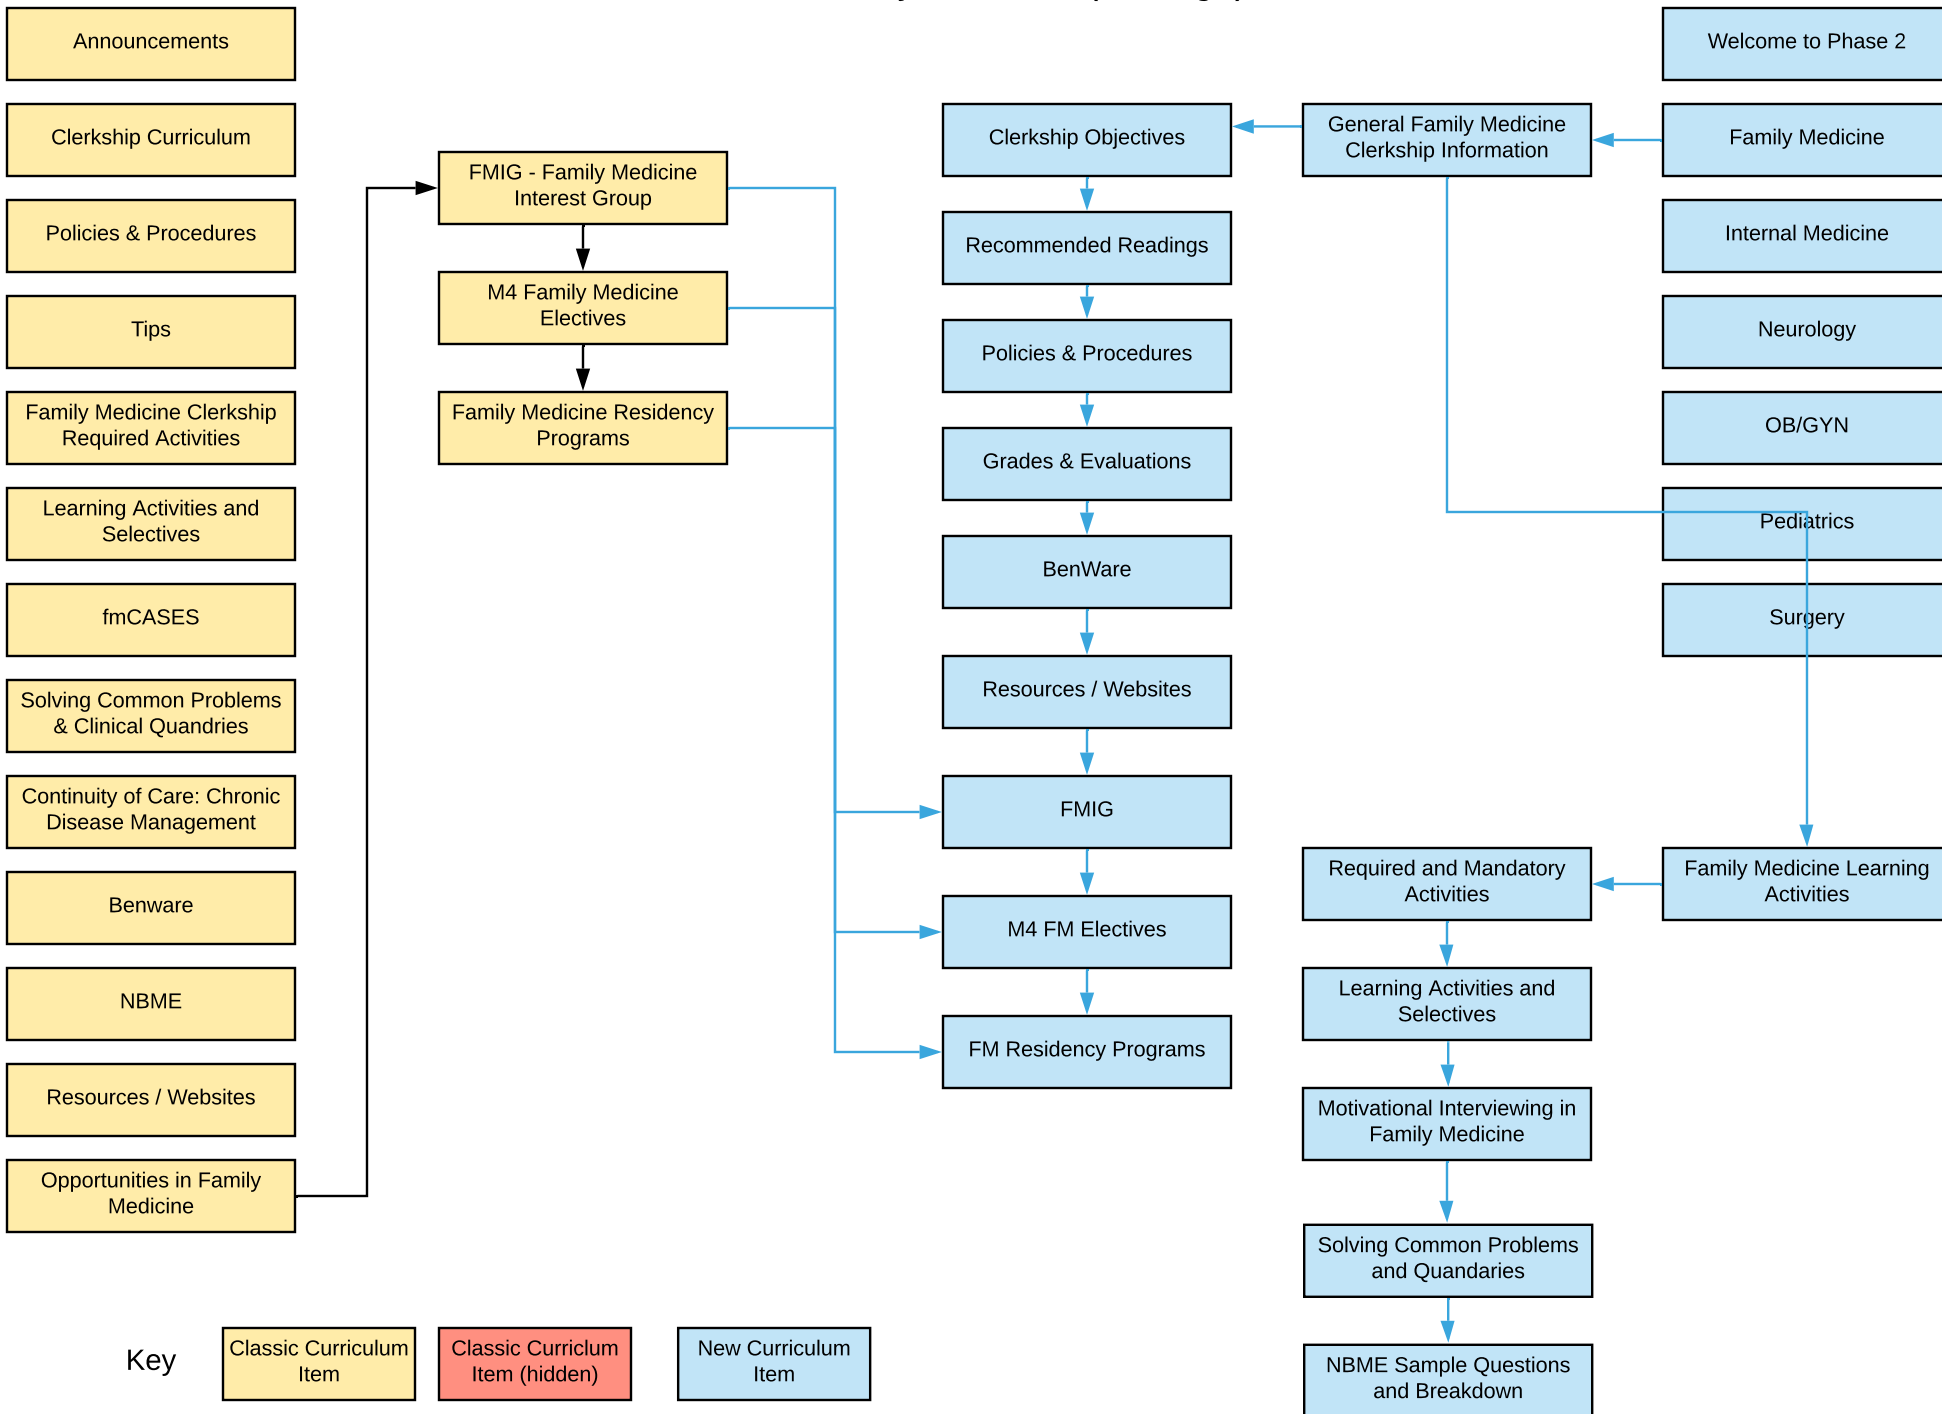 Announcements
Clerkship Curriculum
Policies & Procedures
Tips
Family Medicine Clerkship
Required Activities
Learning Activities and
Selectives
fmCASES
Solving Common Problems
& Clinical Quandries
Continuity of Care: Chronic
Disease Management
Benware
NBME
Resources / Websites
Opportunities in Family
Medicine
FMIG - Family Medicine
Interest Group
M4 Family Medicine
Electives
Family Medicine Residency
Programs
Clerkship Objectives
Recommended Readings
Policies & Procedures
Grades & Evaluations
BenWare
Resources / Websites
FMIG
M4 FM Electives
FM Residency Programs
General Family Medicine
Clerkship Information
Welcome to Phase 2
Family Medicine
Internal Medicine
Neurology
OB/GYN
Pediatrics
Surgery
Family Medicine Learning
Activities
Required and Mandatory
Activities
Learning Activities and
Selectives
Motivational Interviewing in
Family Medicine
Solving Common Problems
and Quandaries
NBME Sample Questions
and Breakdown
Key
Classic Curriculum
Item
Classic Curriclum
Item (hidden)
New Curriculum
Item